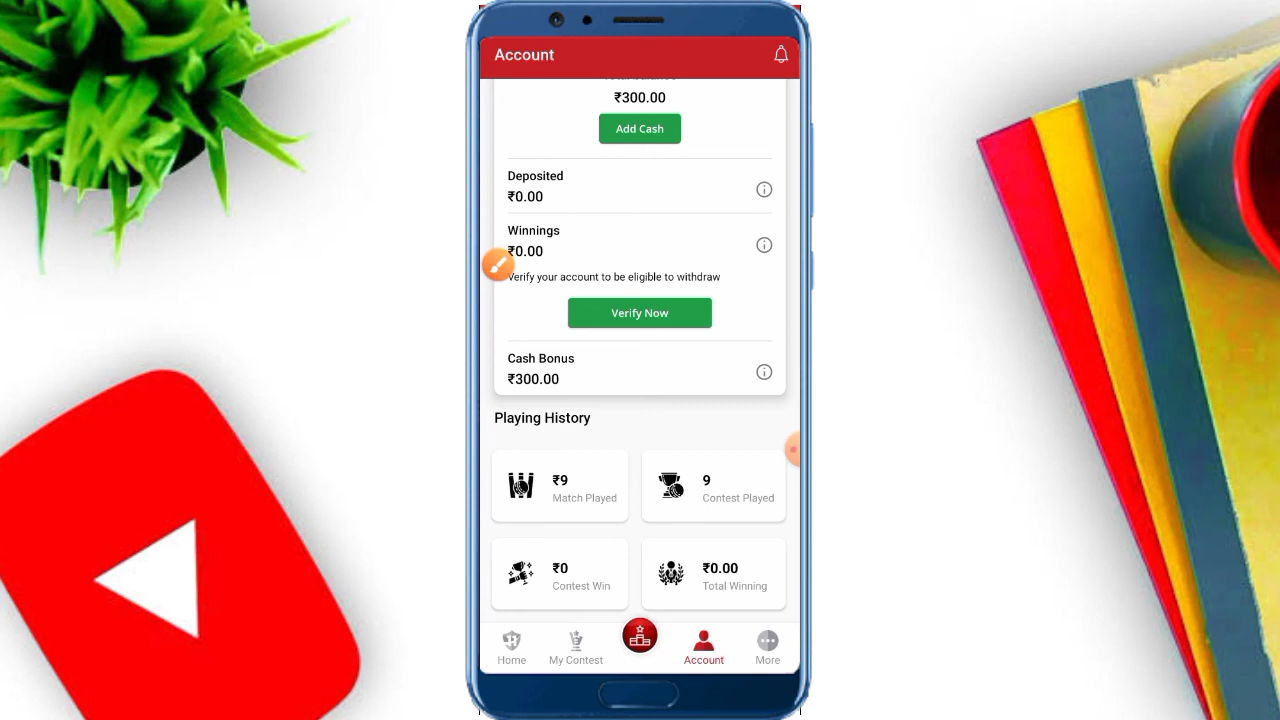 Account
₹300.00
Add Cash
Deposited
₹0.00
Winnings
₹0.00
Verify your account to be eligible to withdraw
Verify Now
Cash Bonus
₹300.00
Playing History
₹9
Match Played
9
Contest Played
₹0
Contest Win
₹0.00
Total Winning
Home
My Contest
Account
More